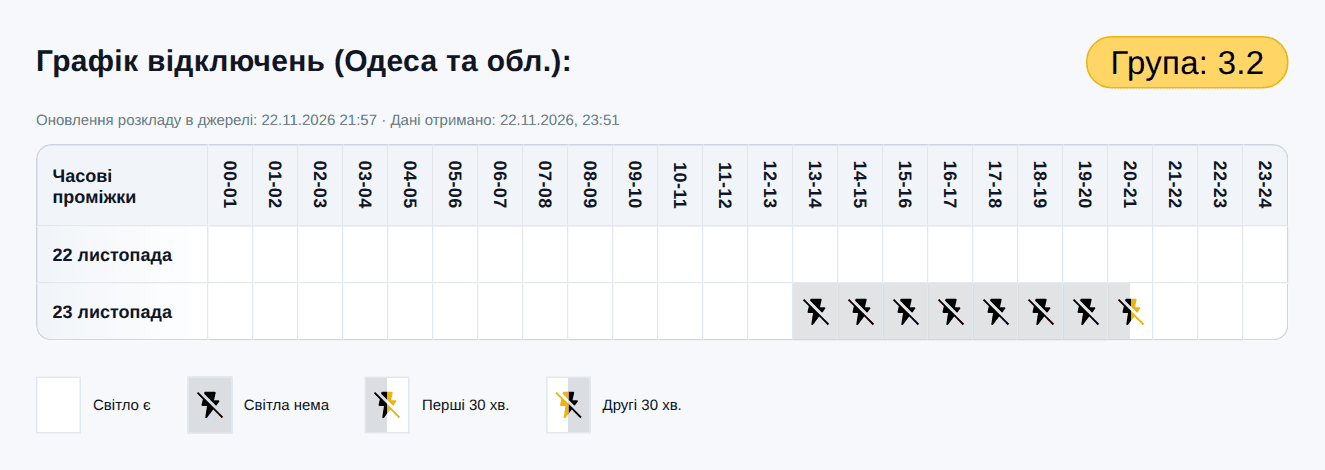 Графік відключень (Одеса та обл.):
Група: 3.2
Оновлення розкладу в джерелі: 22.11.2026 21:57 · Дані отримано: 22.11.2026, 23:51
Часові
проміжки
00-01
01-02
02-03
03-04
04-05
05-06
06-07
07-08
08-09
09-10
10-11
11-12
12-13
13-14
14-15
15-16
16-17
17-18
18-19
19-20
20-21
21-22
22-23
23-24
22 листопада
23 листопада
Світло є
Світла нема
Перші 30 хв.
Другі 30 хв.